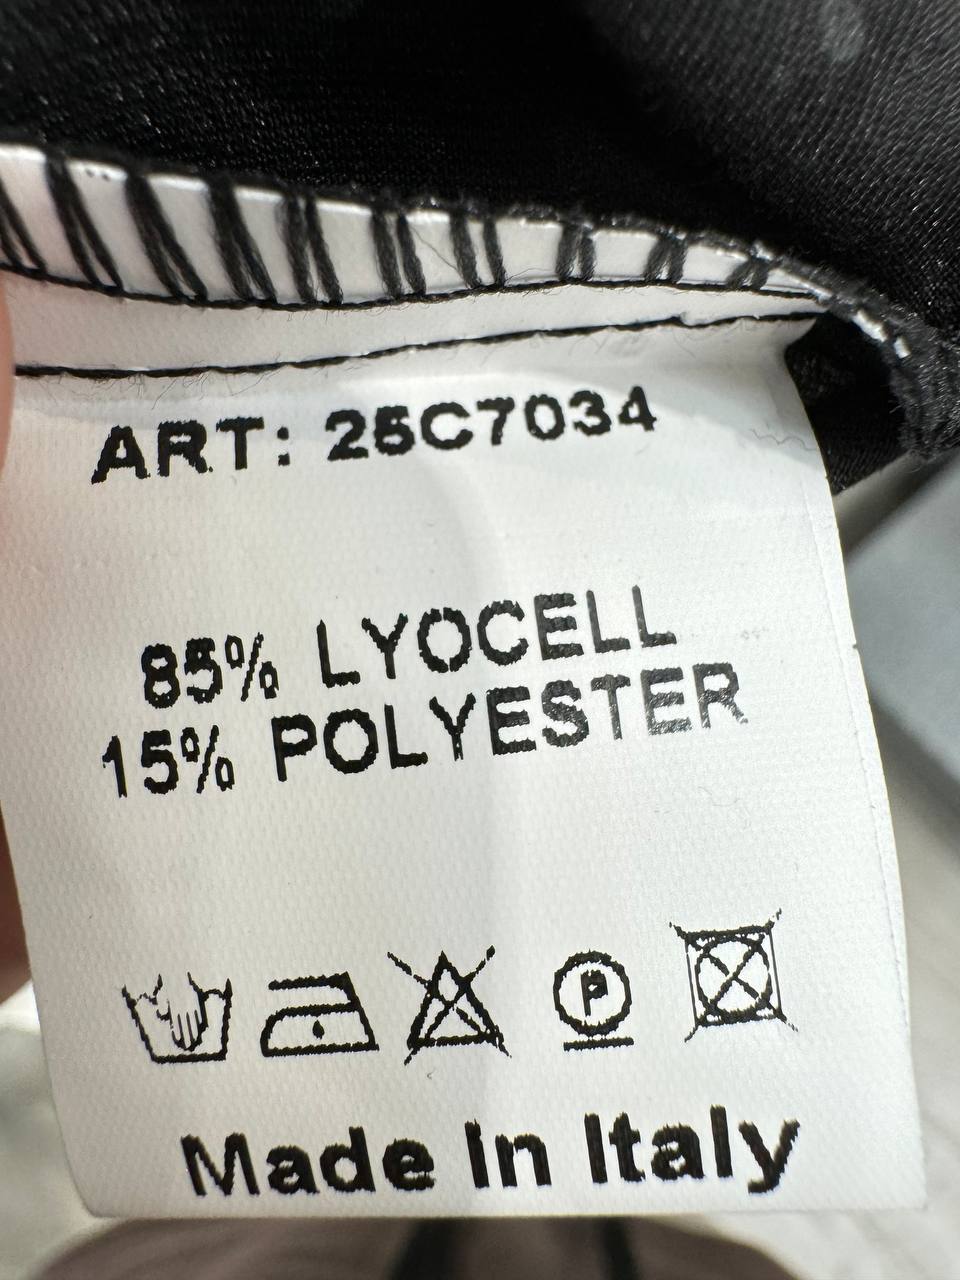 ART: 25C7034
85% LYOCELL
15% POLYESTER
P
Made In Italy